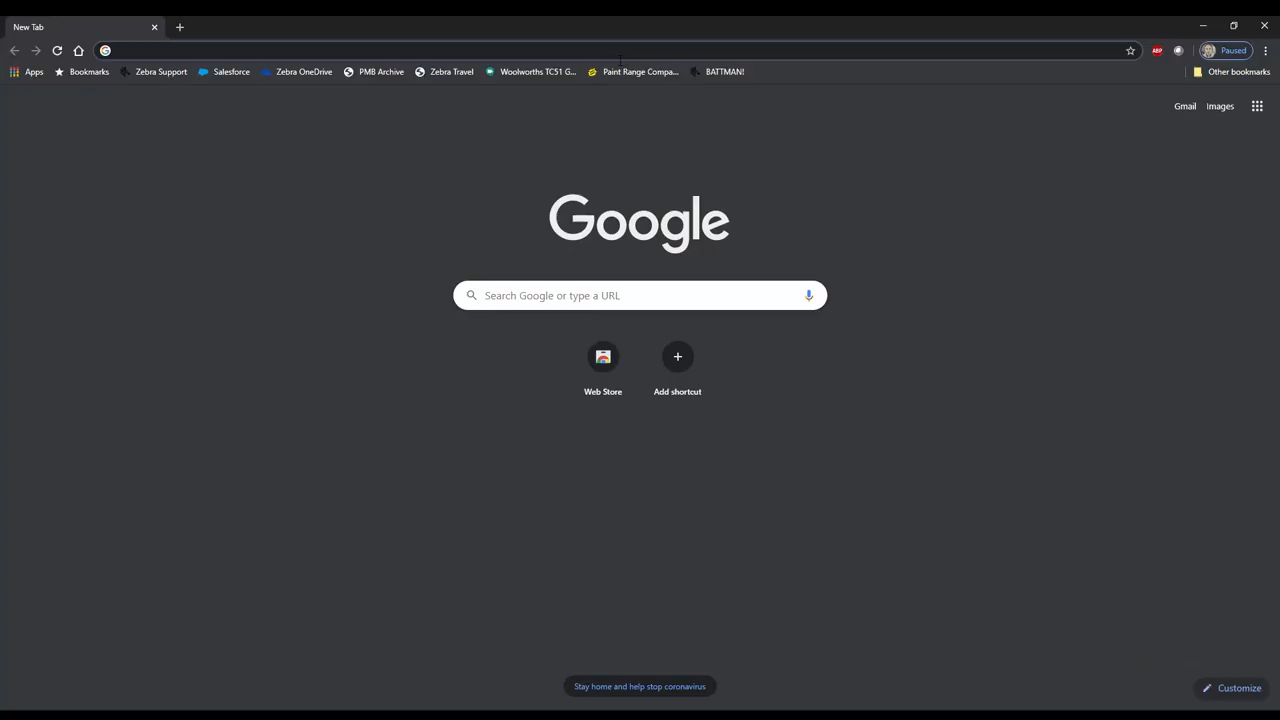 New Tab
Paused
Apps
Bookmarks
Zebra Support
Salesforce
Zebra OneDrive
PMB Archive
Zebra Travel
Woolworths TC51 G...
Paint Range Compa...
BATTMAN!
Other bookmarks
Gmail
Images
Google
Search Google or type a URL
Web Store
Add shortcut
Stay home and help stop coronavirus
Customize